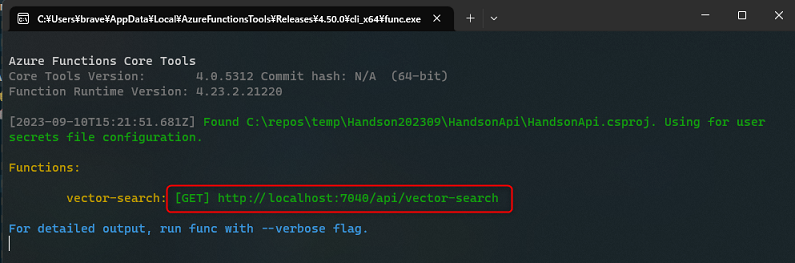 C:¥Users¥brave¥AppData¥Local¥AzureFunctionsTools¥Releases¥4.50.0¥cli_x64¥func.exe
Azure Functions Core Tools
Core Tools Version:       4.0.5312 Commit hash: N/A  (64-bit)
Function Runtime Version: 4.23.2.21220
[2023-09-10T15:21:51.681Z] Found C:\repos\temp\Handson202309\HandsonApi\HandsonApi.csproj. Using for user
secrets file configuration.
Functions:
vector-search: [GET] http://localhost:7040/api/vector-search
For detailed output, run func with --verbose flag.